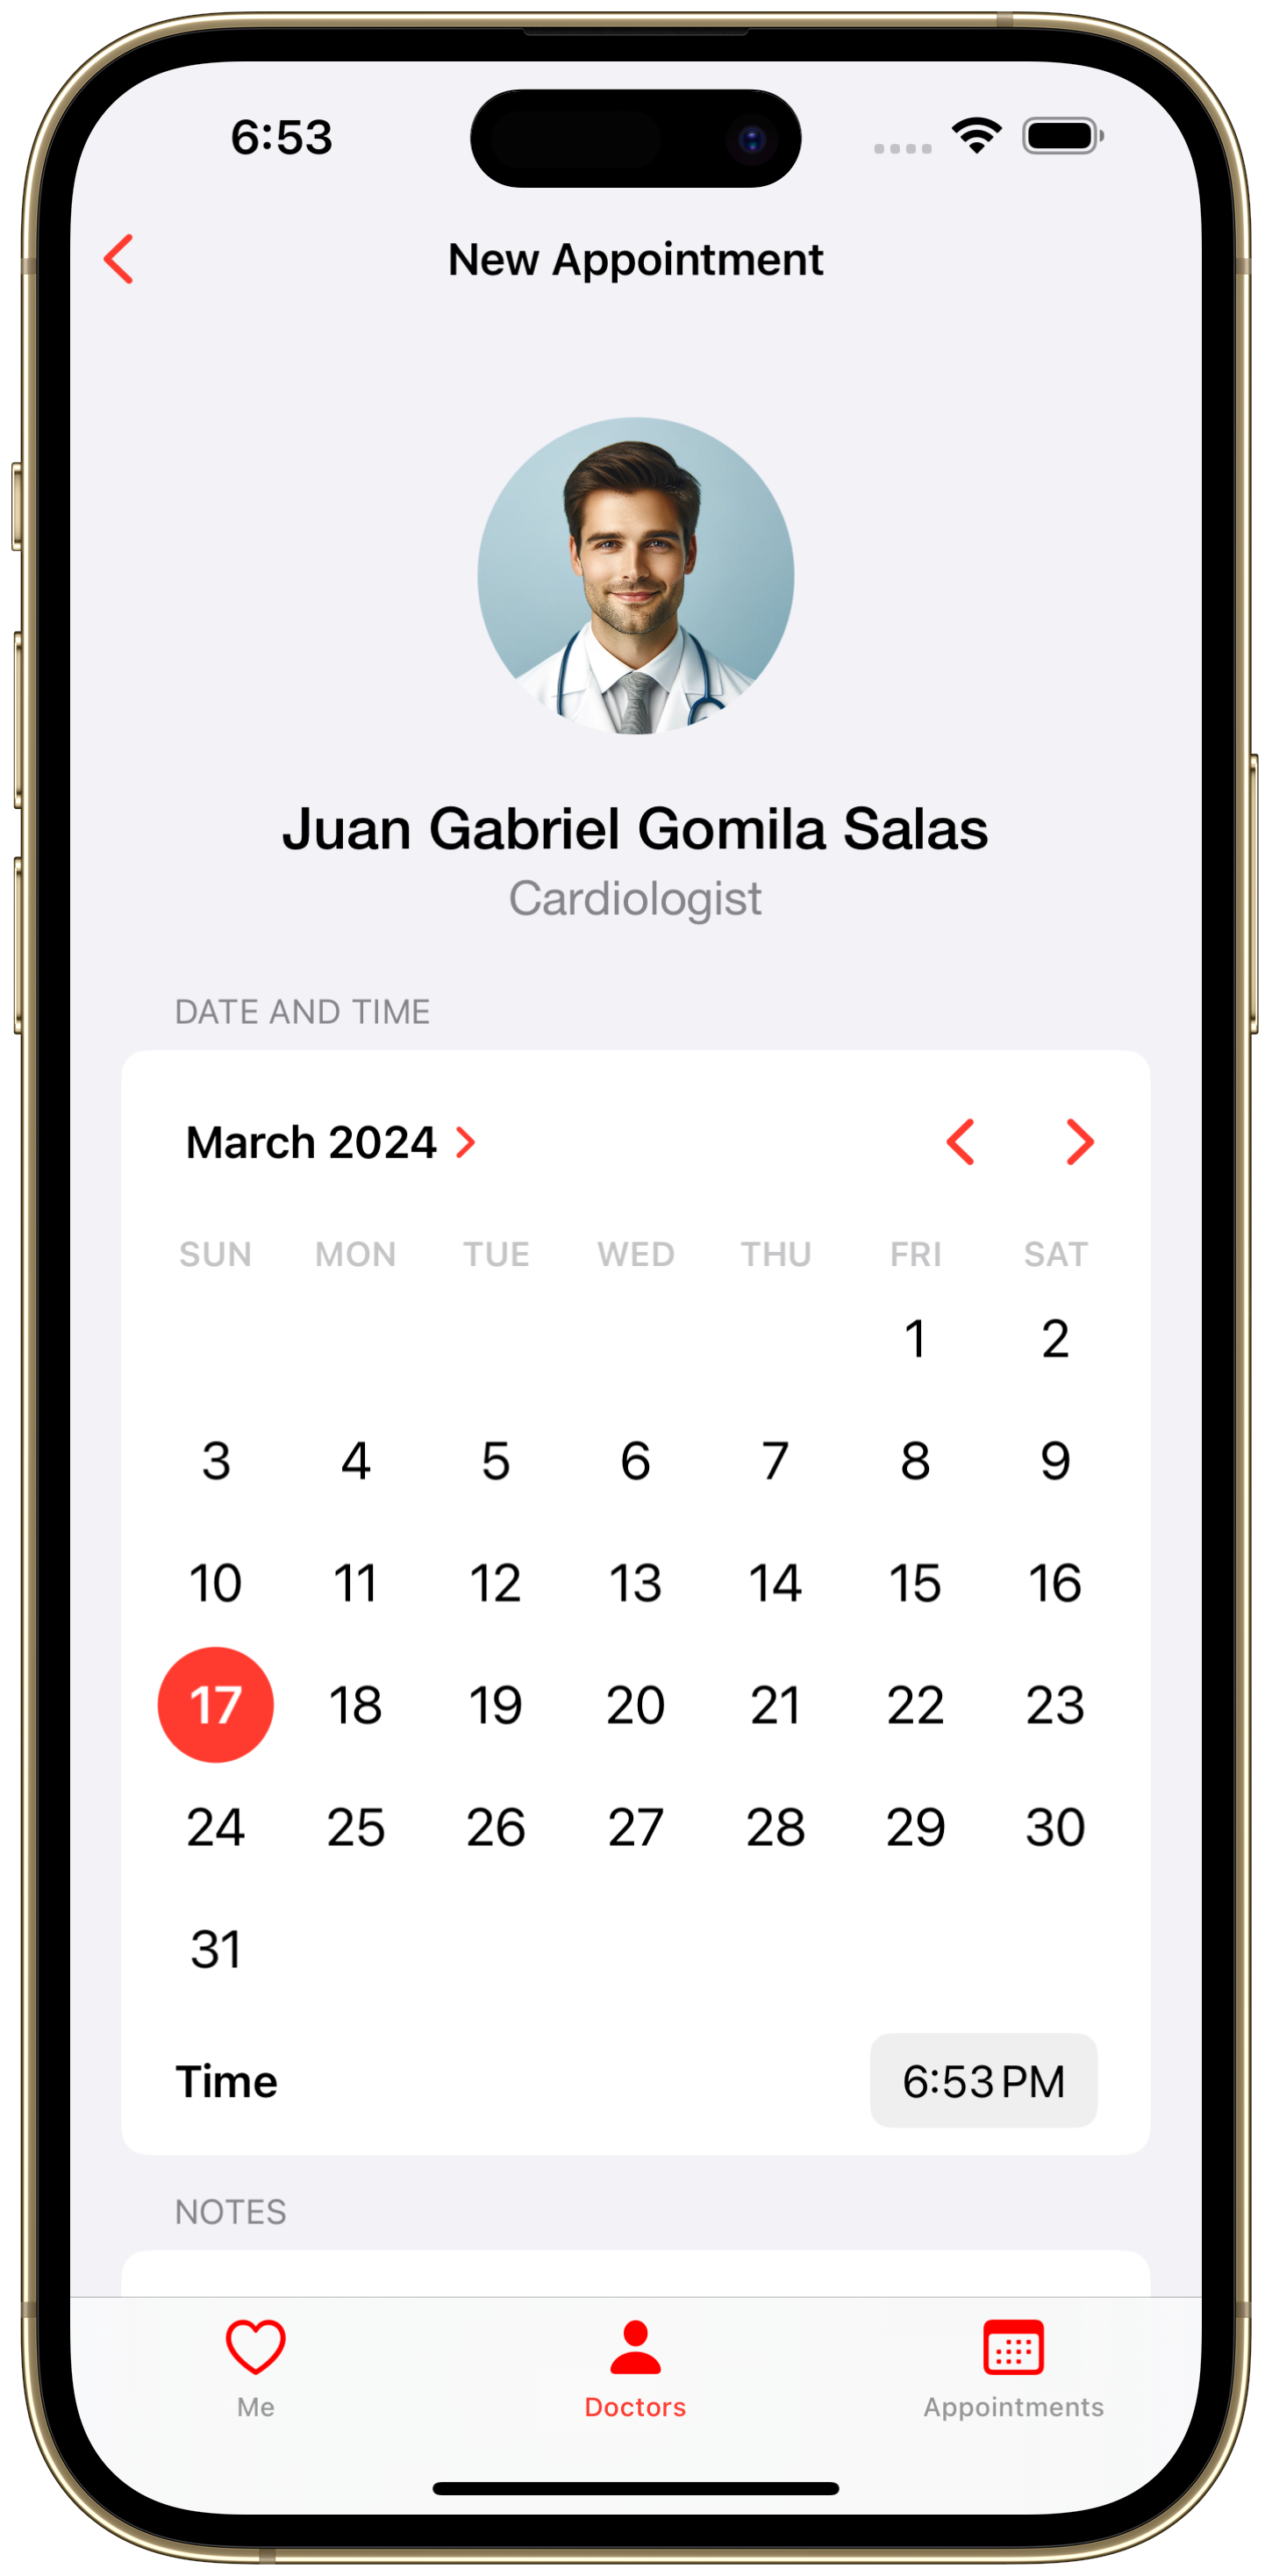 6:53
New Appointment
Juan Gabriel Gomila Salas
Cardiologist
DATE AND TIME
March 2024
SUN MON TUE WED THU FRI SAT
1 2
3 4 5 6 7 8 9
10 11 12 13 14 15 16
17 18 19 20 21 22 23
24 25 26 27 28 29 30
31
Time 6:53 PM
NOTES
Me Doctors Appointments